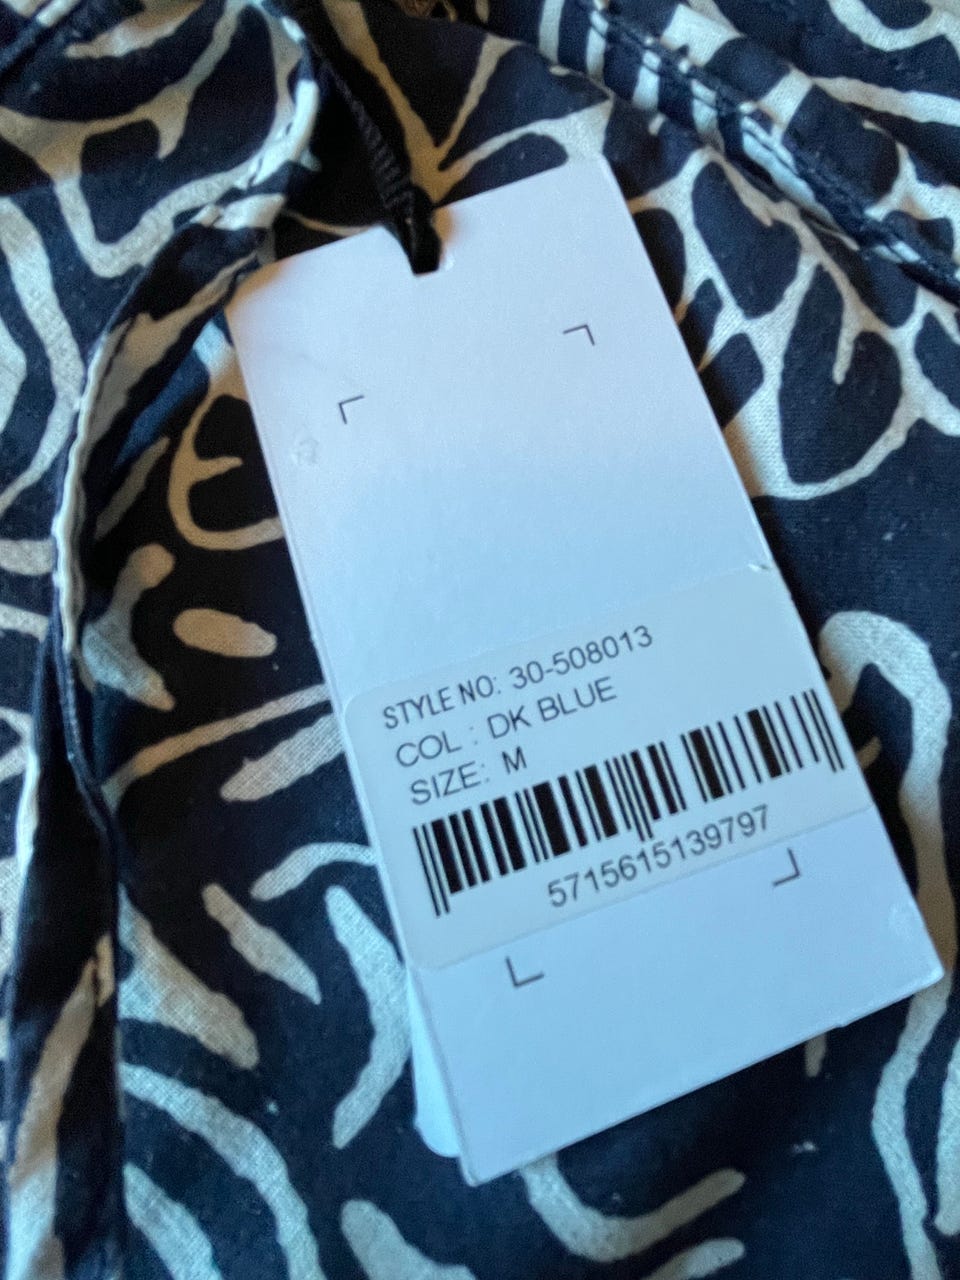 STYLE NO: 30-508013
COL : DK BLUE
SIZE: M
5715615139797